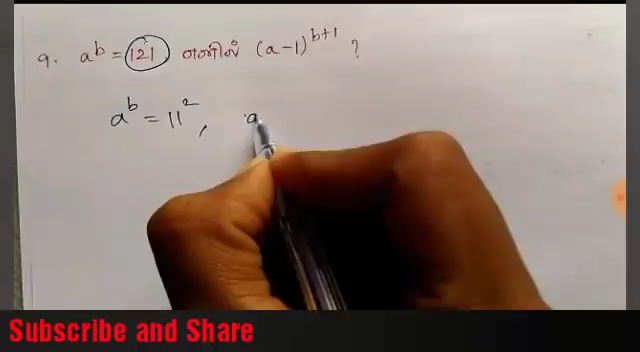 9. a^b = 121 எனில் (a-1)^{b+1} ?
a^b = 11^2, a
Subscribe and Share